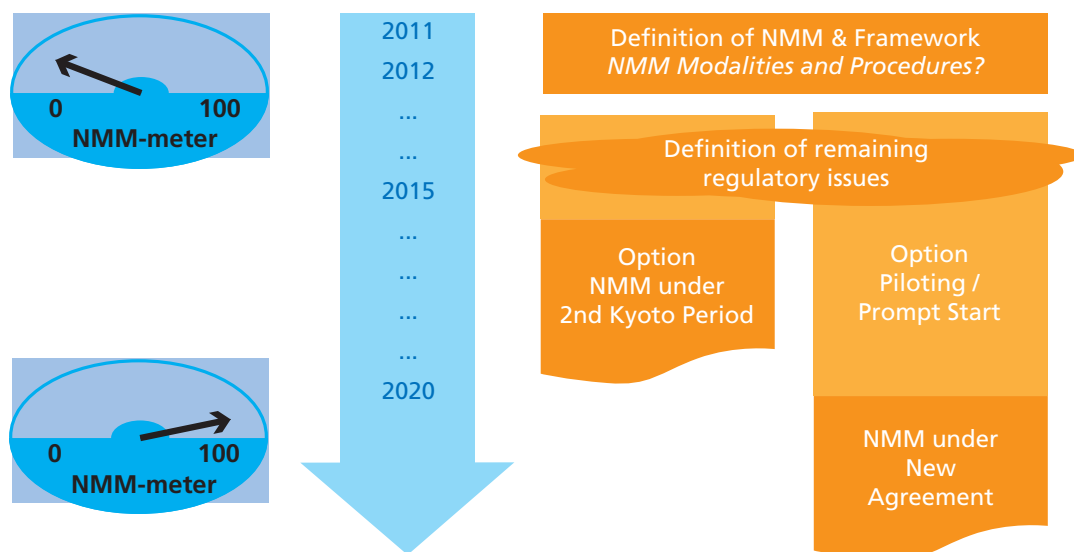 0
100
NMM-meter
2011
2012
...
...
2015
...
...
...
...
2020
0
100
NMM-meter
Definition of NMM & Framework
NMM Modalities and Procedures?
Definition of remaining
regulatory issues
Option
NMM under
2nd Kyoto Period
Option
Piloting /
Prompt Start
NMM under
New
Agreement